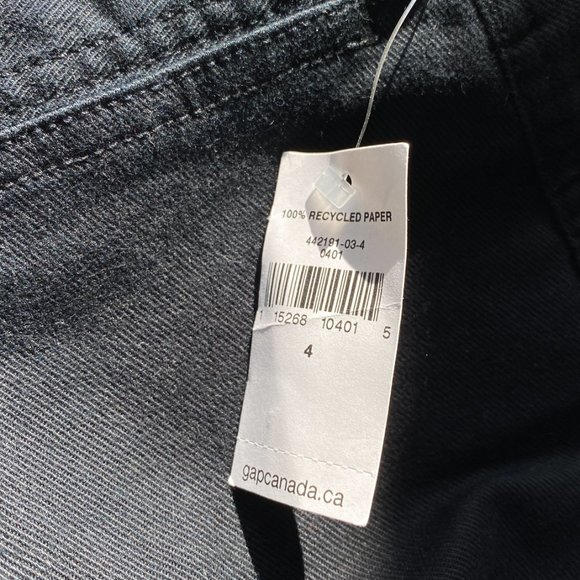 100% RECYCLED PAPER
442191-03-4
0401
1 15268 10401 5
4
gapcanada.ca